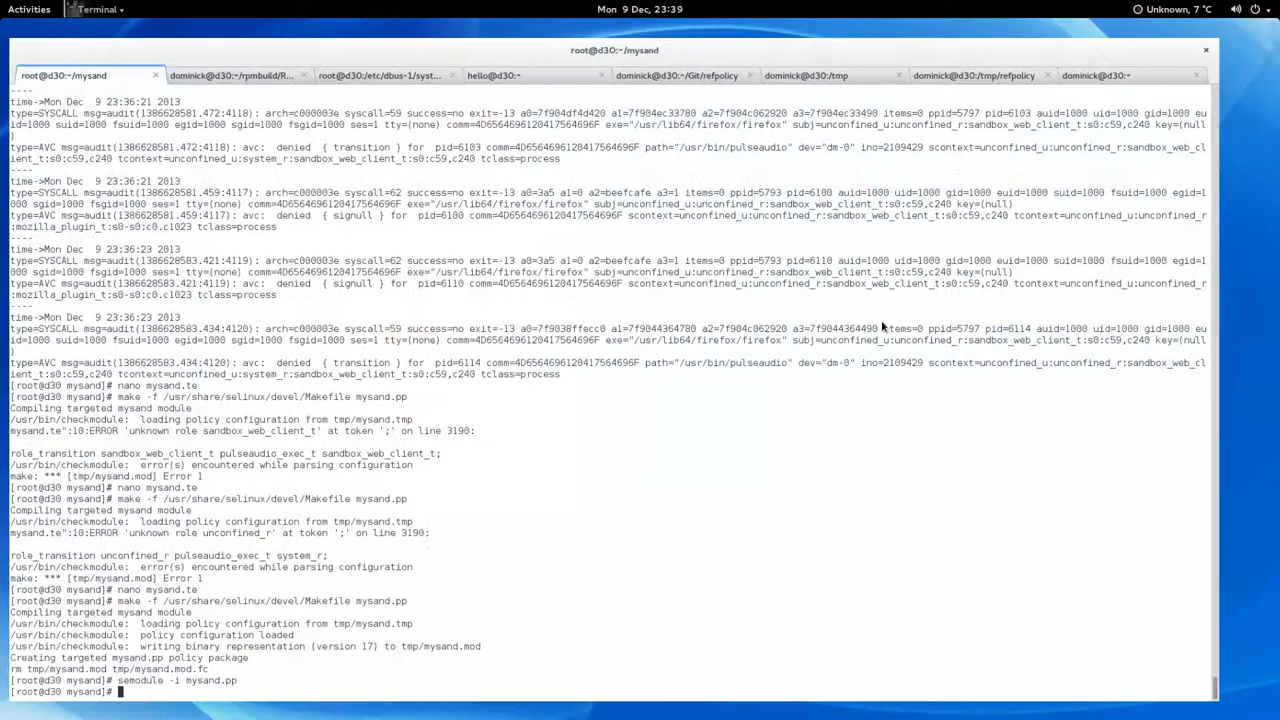 Activities Terminal Mon 9 Dec, 23:39 Unknown, 7 °C
root@d30:~/mysand
root@d30:~/mysand dominick@d30:~/rpmbuild/R... root@d30:/etc/dbus-1/syst... hello@d30:~ dominick@d30:~/Git/refpolicy dominick@d30:/tmp dominick@d30:/tmp/refpolicy dominick@d30:~
----
time->Mon Dec  9 23:36:21 2013
type=SYSCALL msg=audit(1386628581.472:4118): arch=c000003e syscall=59 success=no exit=-13 a0=7f904df4d420 a1=7f904ec33780 a2=7f904c062920 a3=7f904ec33490 items=0 ppid=5797 pid=6103 auid=1000 uid=1000 gid=1000 eu
id=1000 suid=1000 fsuid=1000 egid=1000 sgid=1000 fsgid=1000 ses=1 tty=(none) comm=4D6564696120417564696F exe="/usr/lib64/firefox/firefox" subj=unconfined_u:unconfined_r:sandbox_web_client_t:s0:c59,c240 key=(null
)
type=AVC msg=audit(1386628581.472:4118): avc:  denied  { transition } for  pid=6103 comm=4D6564696120417564696F path="/usr/bin/pulseaudio" dev="dm-0" ino=2109429 scontext=unconfined_u:unconfined_r:sandbox_web_cl
ient_t:s0:c59,c240 tcontext=unconfined_u:system_r:sandbox_web_client_t:s0:c59,c240 tclass=process
----
time->Mon Dec  9 23:36:21 2013
type=SYSCALL msg=audit(1386628581.459:4117): arch=c000003e syscall=62 success=no exit=-13 a0=3a5 a1=0 a2=beefcafe a3=1 items=0 ppid=5793 pid=6100 auid=1000 uid=1000 gid=1000 euid=1000 suid=1000 fsuid=1000 egid=1
000 sgid=1000 fsgid=1000 ses=1 tty=(none) comm=4D6564696120417564696F exe="/usr/lib64/firefox/firefox" subj=unconfined_u:unconfined_r:sandbox_web_client_t:s0:c59,c240 key=(null)
type=AVC msg=audit(1386628581.459:4117): avc:  denied  { signull } for  pid=6100 comm=4D6564696120417564696F scontext=unconfined_u:unconfined_r:sandbox_web_client_t:s0:c59,c240 tcontext=unconfined_u:unconfined_r
:mozilla_plugin_t:s0-s0:c0.c1023 tclass=process
----
time->Mon Dec  9 23:36:23 2013
type=SYSCALL msg=audit(1386628583.421:4119): arch=c000003e syscall=62 success=no exit=-13 a0=3a5 a1=0 a2=beefcafe a3=1 items=0 ppid=5793 pid=6110 auid=1000 uid=1000 gid=1000 euid=1000 suid=1000 fsuid=1000 egid=1
000 sgid=1000 fsgid=1000 ses=1 tty=(none) comm=4D6564696120417564696F exe="/usr/lib64/firefox/firefox" subj=unconfined_u:unconfined_r:sandbox_web_client_t:s0:c59,c240 key=(null)
type=AVC msg=audit(1386628583.421:4119): avc:  denied  { signull } for  pid=6110 comm=4D6564696120417564696F scontext=unconfined_u:unconfined_r:sandbox_web_client_t:s0:c59,c240 tcontext=unconfined_u:unconfined_r
:mozilla_plugin_t:s0-s0:c0.c1023 tclass=process
----
time->Mon Dec  9 23:36:23 2013
type=SYSCALL msg=audit(1386628583.434:4120): arch=c000003e syscall=59 success=no exit=-13 a0=7f9038ffecc0 a1=7f9044364780 a2=7f904c062920 a3=7f9044364490 items=0 ppid=5797 pid=6114 auid=1000 uid=1000 gid=1000 eu
id=1000 suid=1000 fsuid=1000 egid=1000 sgid=1000 fsgid=1000 ses=1 tty=(none) comm=4D6564696120417564696F exe="/usr/lib64/firefox/firefox" subj=unconfined_u:unconfined_r:sandbox_web_client_t:s0:c59,c240 key=(null
)
type=AVC msg=audit(1386628583.434:4120): avc:  denied  { transition } for  pid=6114 comm=4D6564696120417564696F path="/usr/bin/pulseaudio" dev="dm-0" ino=2109429 scontext=unconfined_u:unconfined_r:sandbox_web_cl
ient_t:s0:c59,c240 tcontext=unconfined_u:system_r:sandbox_web_client_t:s0:c59,c240 tclass=process
[root@d30 mysand]# nano mysand.te
[root@d30 mysand]# make -f /usr/share/selinux/devel/Makefile mysand.pp
Compiling targeted mysand module
/usr/bin/checkmodule:  loading policy configuration from tmp/mysand.tmp
mysand.te":10:ERROR 'unknown role sandbox_web_client_t' at token ';' on line 3190:

role_transition sandbox_web_client_t pulseaudio_exec_t sandbox_web_client_t;
/usr/bin/checkmodule:  error(s) encountered while parsing configuration
make: *** [tmp/mysand.mod] Error 1
[root@d30 mysand]# nano mysand.te
[root@d30 mysand]# make -f /usr/share/selinux/devel/Makefile mysand.pp
Compiling targeted mysand module
/usr/bin/checkmodule:  loading policy configuration from tmp/mysand.tmp
mysand.te":10:ERROR 'unknown role unconfined_r' at token ';' on line 3190:

role_transition unconfined_r pulseaudio_exec_t system_r;
/usr/bin/checkmodule:  error(s) encountered while parsing configuration
make: *** [tmp/mysand.mod] Error 1
[root@d30 mysand]# nano mysand.te
[root@d30 mysand]# make -f /usr/share/selinux/devel/Makefile mysand.pp
Compiling targeted mysand module
/usr/bin/checkmodule:  loading policy configuration from tmp/mysand.tmp
/usr/bin/checkmodule:  policy configuration loaded
/usr/bin/checkmodule:  writing binary representation (version 17) to tmp/mysand.mod
Creating targeted mysand.pp policy package
rm tmp/mysand.mod tmp/mysand.mod.fc
[root@d30 mysand]# semodule -i mysand.pp
[root@d30 mysand]#